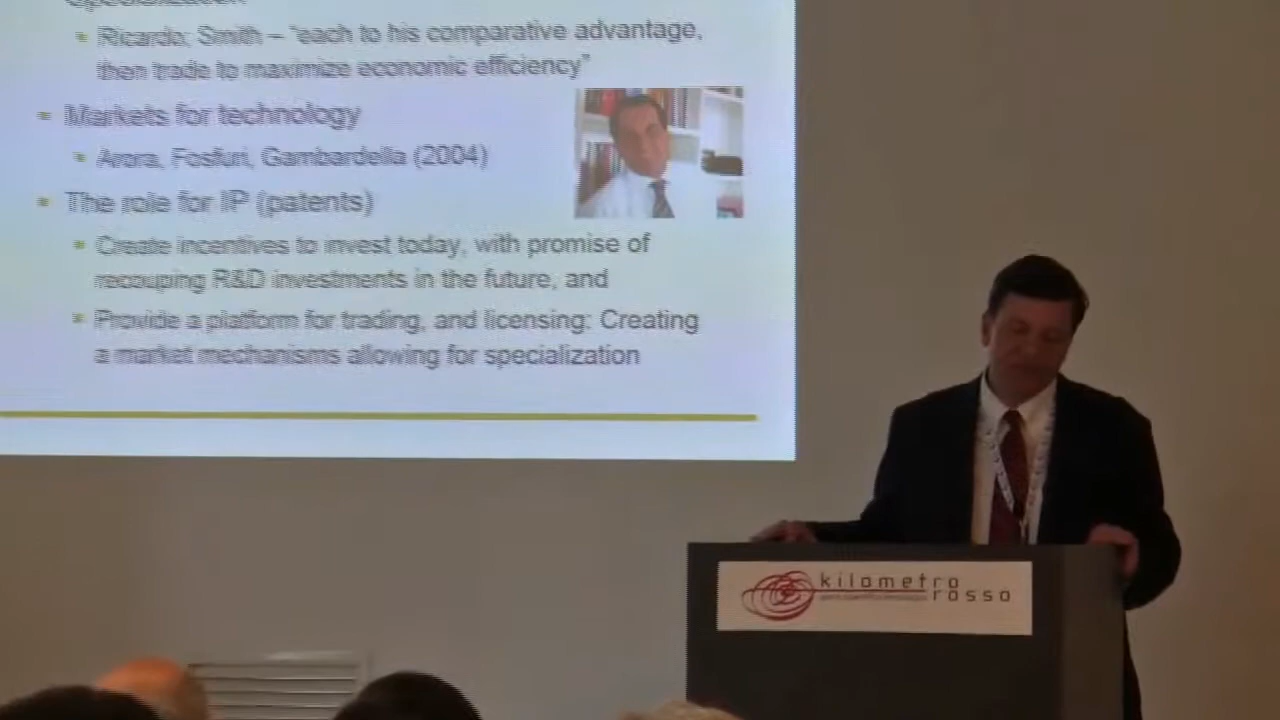 Specialization
Ricardo; Smith – "each to his comparative advantage,
then trade to maximize economic efficiency"
Markets for technology
Arora, Fosfuri, Gambardella (2004)
The role for IP (patents)
Create incentives to invest today, with promise of
recouping R&D investments in the future, and
Provide a platform for trading, and licensing: Creating
a market mechanisms allowing for specialization
kilometro
rosso